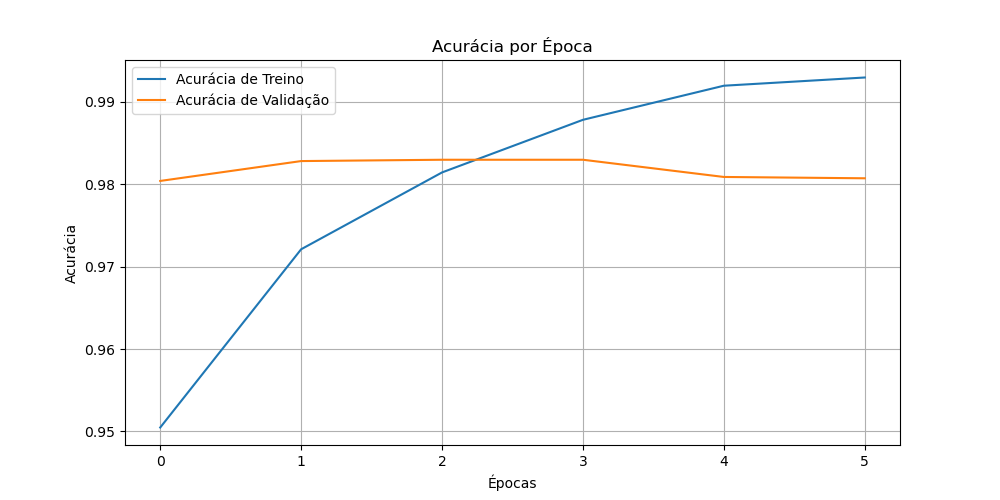 Acurácia por Época
Acurácia de Treino
Acurácia de Validação
0.99
0.98
0.97
0.96
0.95
Acurácia
0 1 2 3 4 5
Épocas